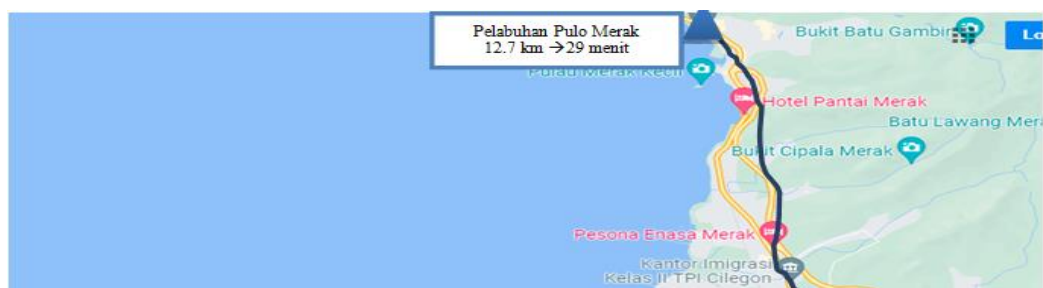 Pelabuhan Pulo Merak
12.7 km →29 menit
Bukit Batu Gambir
Lo
Pulau Merak Kecil
Hotel Pantai Merak
Batu Lawang Mera
Bukit Cipala Merak
Pesona Enasa Merak
Kantor Imigrasi
Kelas II TPI Cilegon